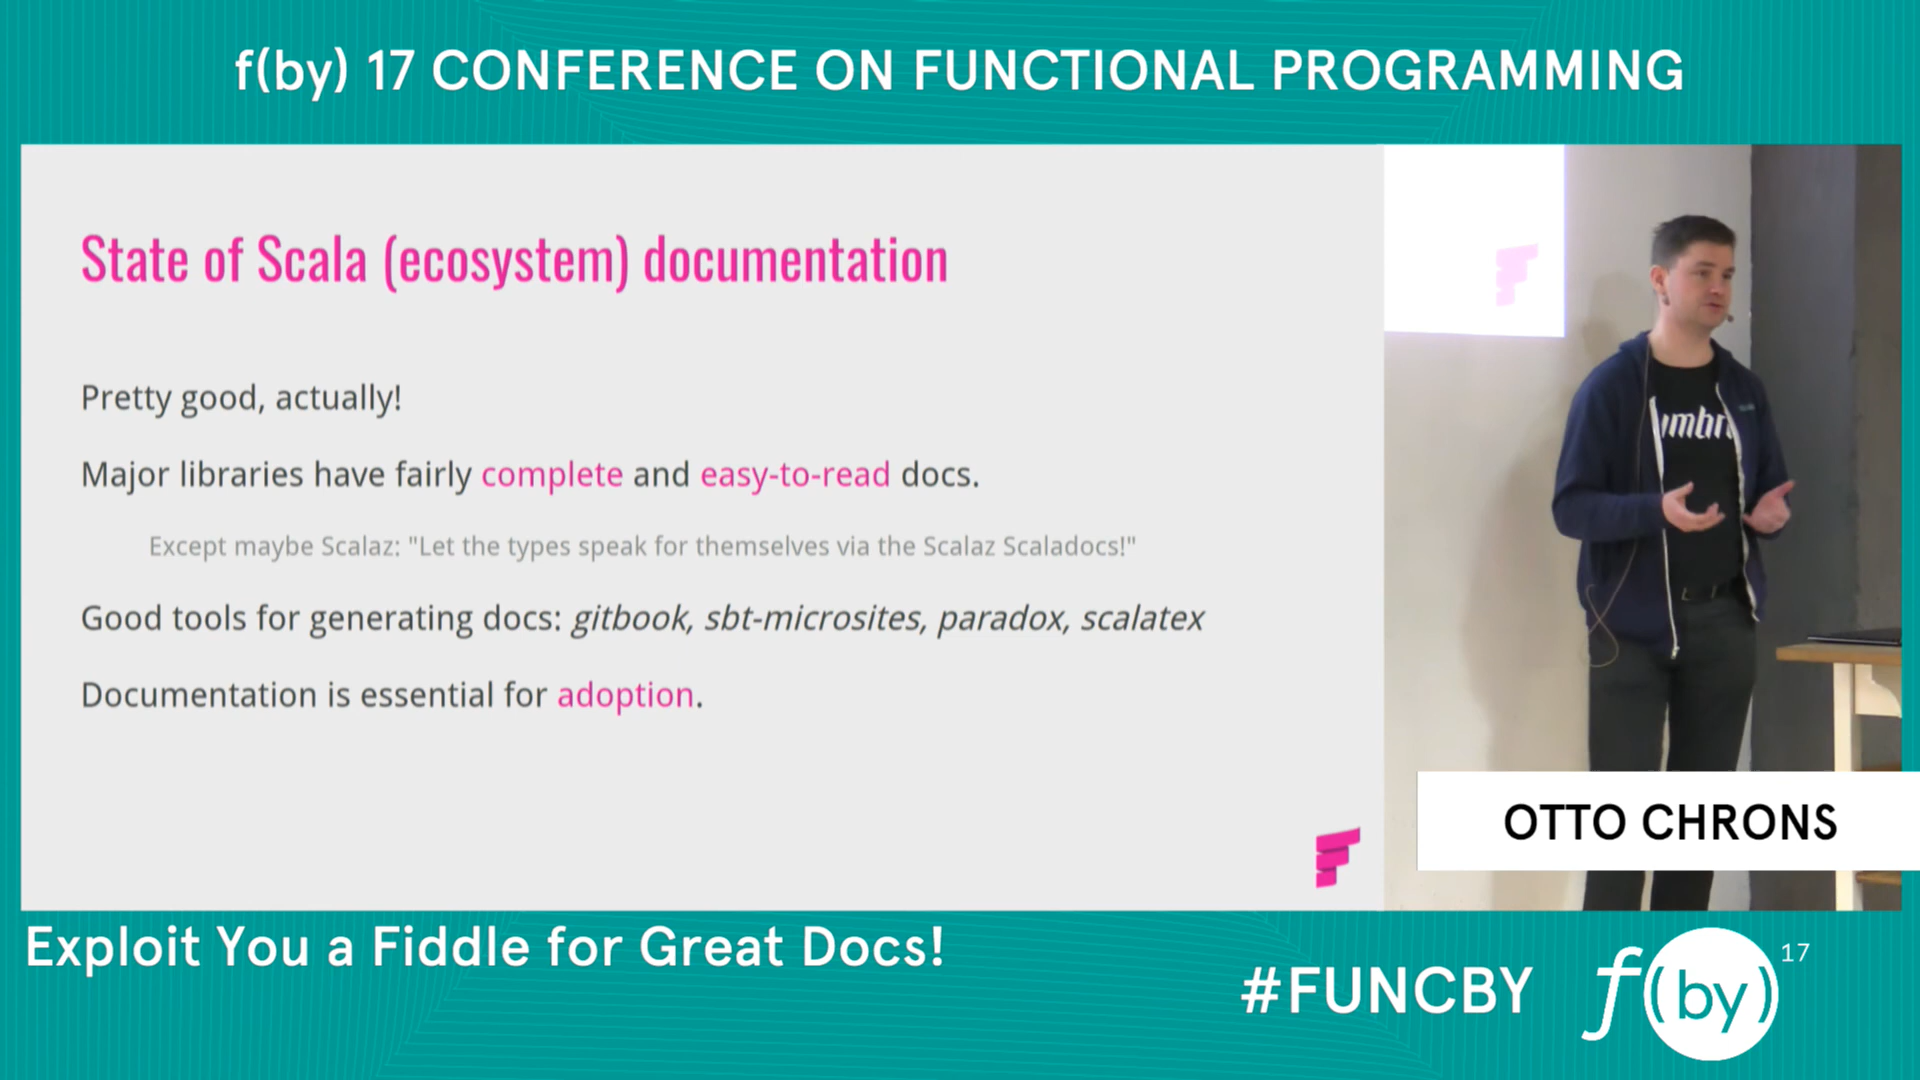 f(by) 17 CONFERENCE ON FUNCTIONAL PROGRAMMING
State of Scala (ecosystem) documentation
Pretty good, actually!
Major libraries have fairly complete and easy-to-read docs.
Except maybe Scalaz: "Let the types speak for themselves via the Scalaz Scaladocs!"
Good tools for generating docs: gitbook, sbt-microsites, paradox, scalatex
Documentation is essential for adoption.
OTTO CHRONS
Exploit You a Fiddle for Great Docs!
#FUNCBY
f(by) 17